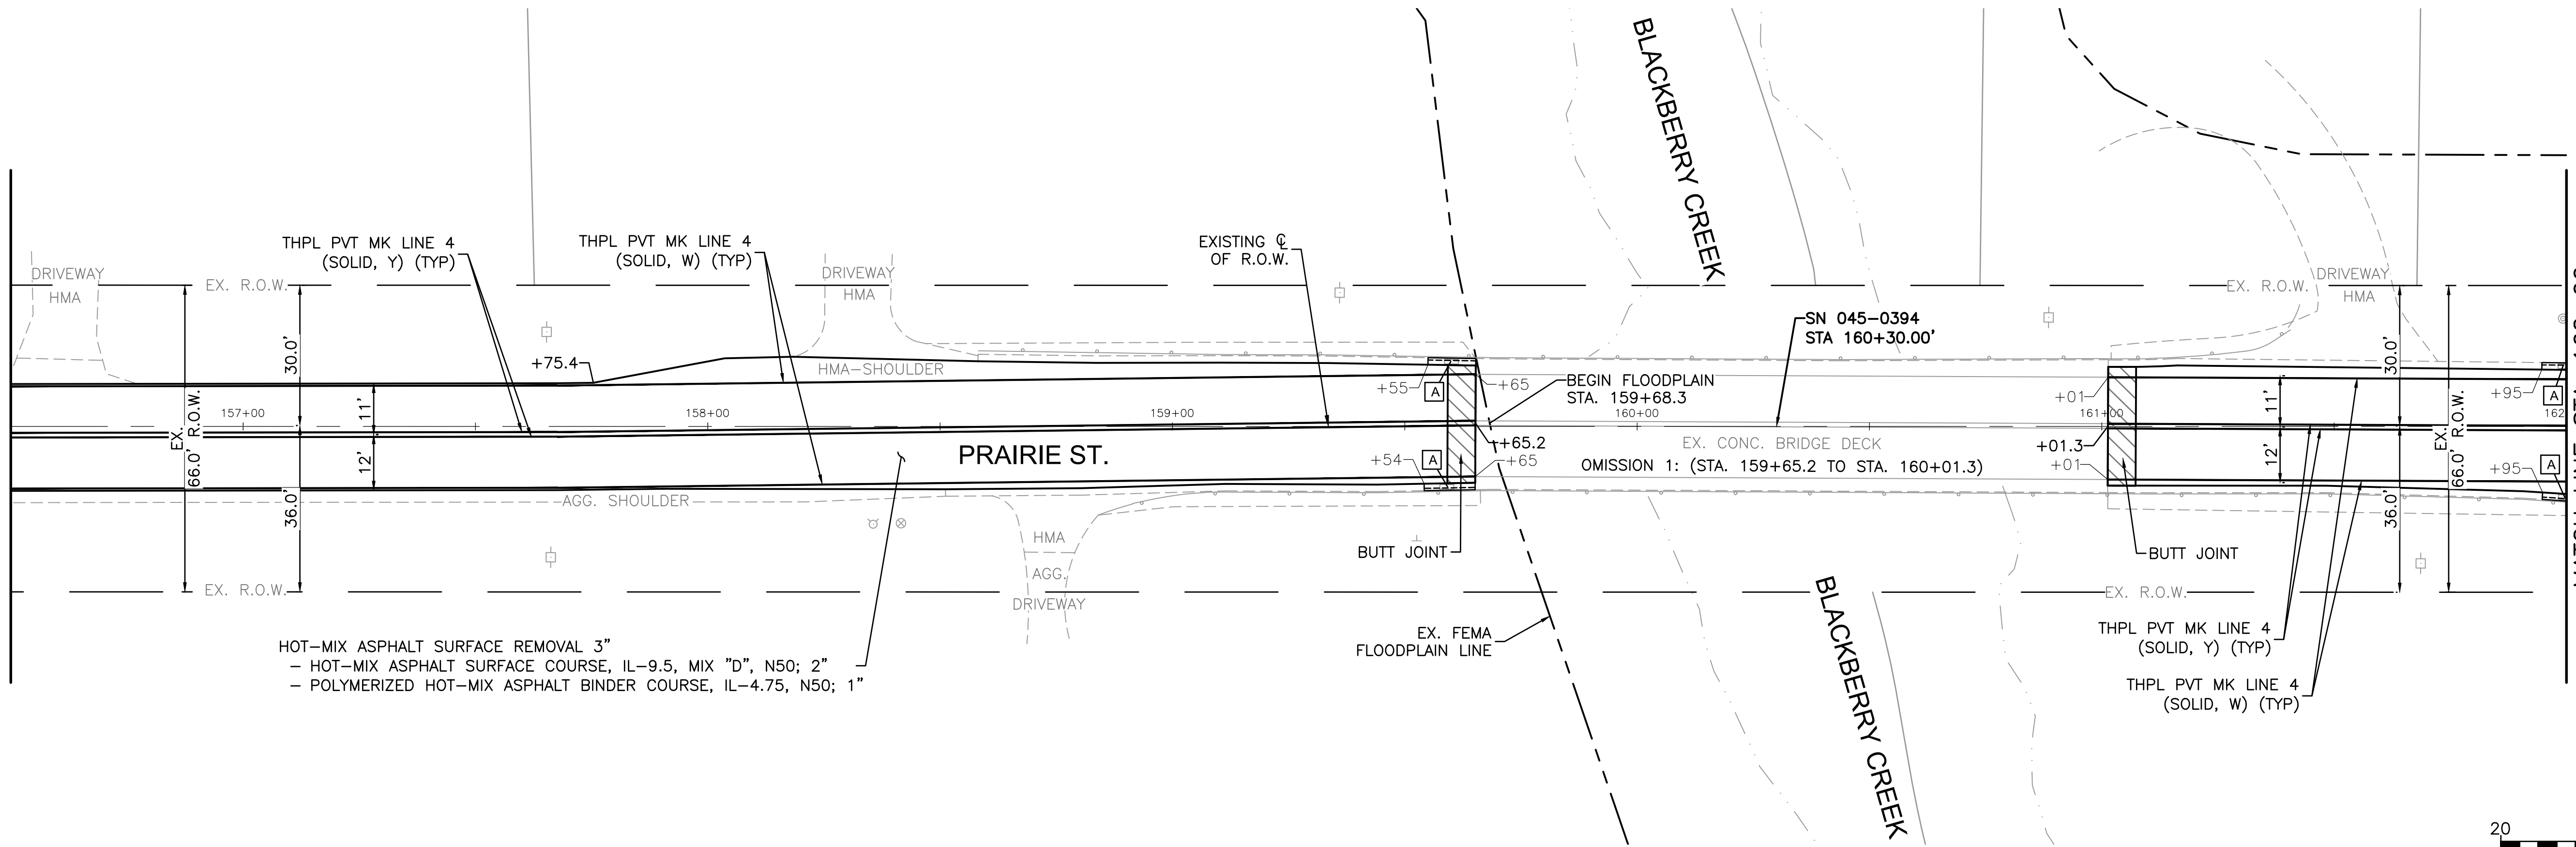 BLACKBERRY CREEK
THPL PVT MK LINE 4
(SOLID, Y) (TYP)
THPL PVT MK LINE 4
(SOLID, W) (TYP)
EXISTING ℄
OF R.O.W.
DRIVEWAY
HMA
EX. R.O.W.
DRIVEWAY
HMA
EX. R.O.W.
DRIVEWAY
HMA
SN 045-0394
STA 160+30.00'
30.0'
+75.4
HMA-SHOULDER
+55
A
+65
BEGIN FLOODPLAIN
STA. 159+68.3
30.0'
+01
+95
A
11'
11'
157+00
158+00
159+00
160+00
161+00
162
EX.
66.0' R.O.W.
EX.
66.0' R.O.W.
+65.2
EX. CONC. BRIDGE DECK
+01.3
12'
PRAIRIE ST.
+54
A
+65
OMISSION 1: (STA. 159+65.2 TO STA. 160+01.3)
+01
12'
+95
A
36.0'
AGG. SHOULDER
36.0'
HMA
AGG.
DRIVEWAY
BUTT JOINT
BUTT JOINT
EX. R.O.W.
EX. R.O.W.
BLACKBERRY CREEK
EX. FEMA
FLOODPLAIN LINE
THPL PVT MK LINE 4
(SOLID, Y) (TYP)
THPL PVT MK LINE 4
(SOLID, W) (TYP)
HOT-MIX ASPHALT SURFACE REMOVAL 3"
- HOT-MIX ASPHALT SURFACE COURSE, IL-9.5, MIX "D", N50; 2"
- POLYMERIZED HOT-MIX ASPHALT BINDER COURSE, IL-4.75, N50; 1"
20